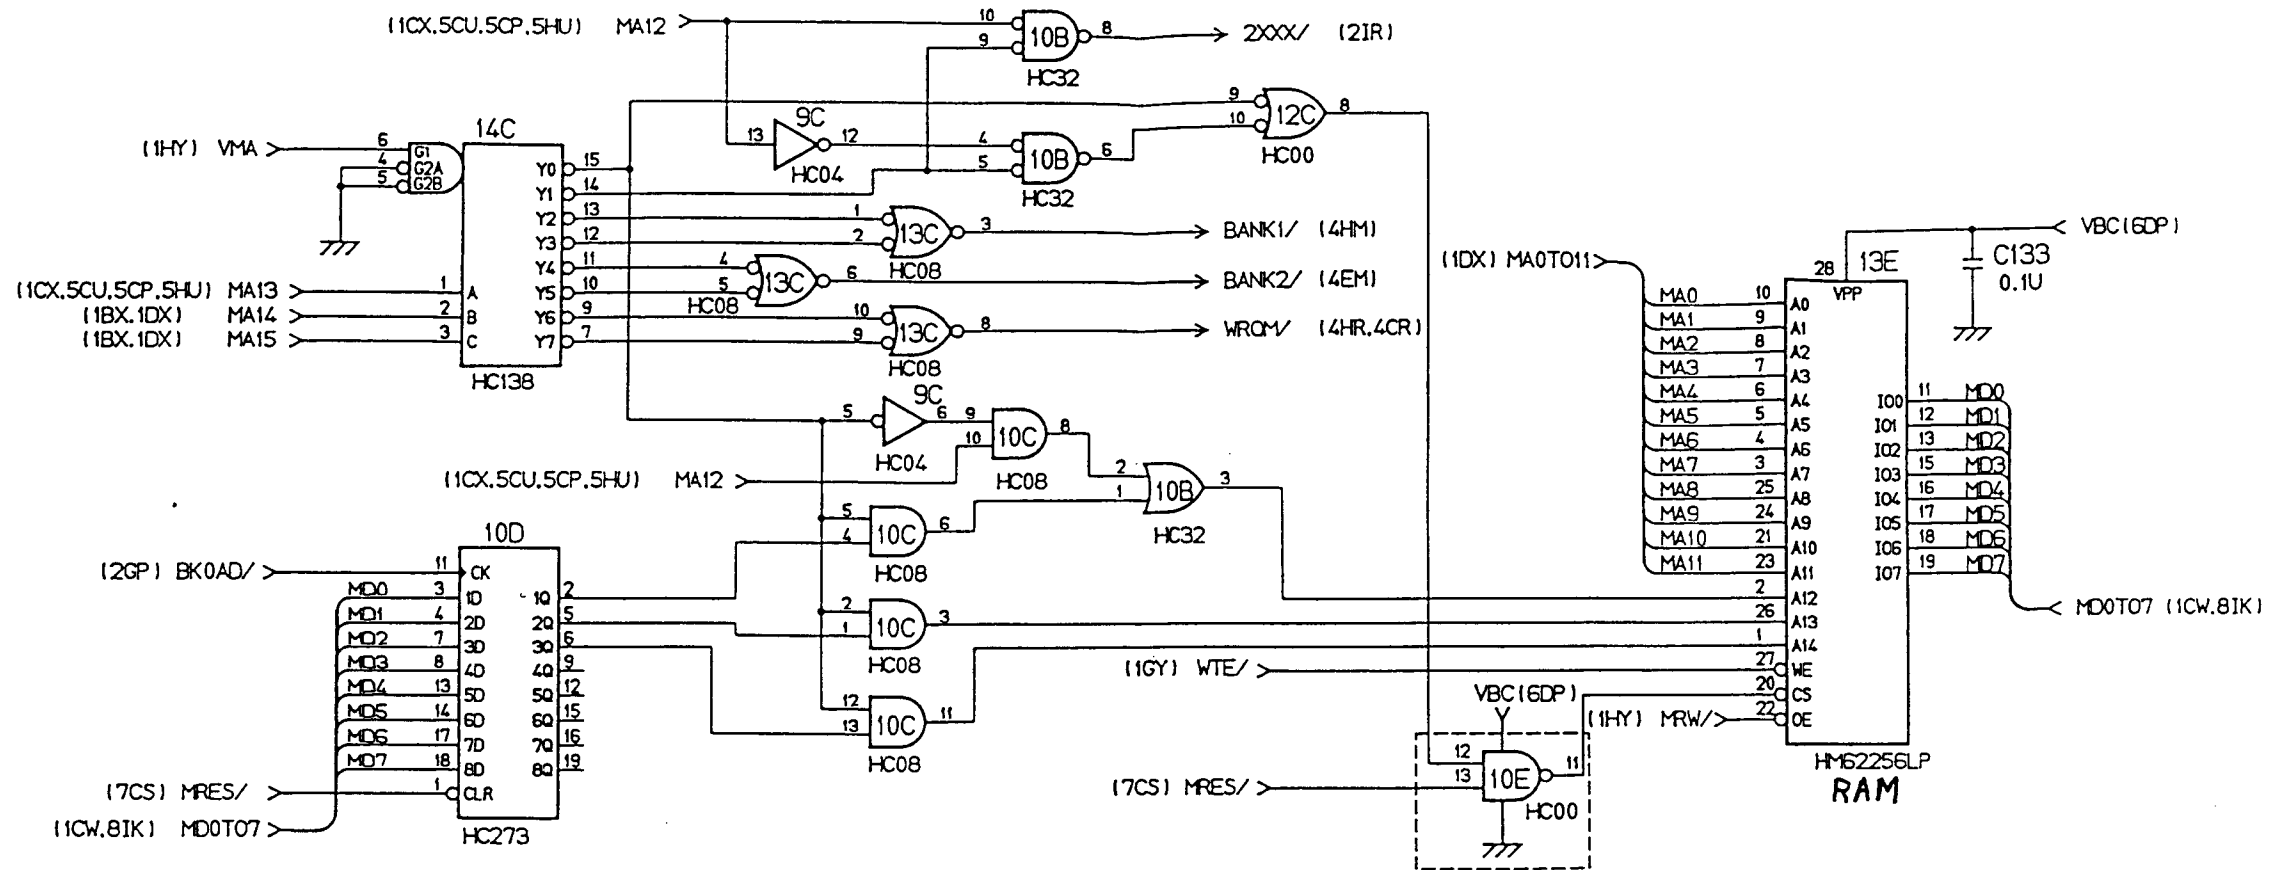 (1CX.5CU.5CP.5HU) MA12
10
9
10B
8
HC32
2XXX/ (2IR)
9C
13
12
HC04
4
5
10B
6
HC32
9
10
12C
8
HC00
(1HY) VMA
6
4
5
G1
G2A
G2B
14C
Y0 15
Y1 14
Y2 13
Y3 12
Y4 11
Y5 10
Y6 9
Y7 7
(1CX.5CU.5CP.5HU) MA13 1 A
(1BX.1DX) MA14 2 B
(1BX.1DX) MA15 3 C
HC138
1
2
13C
3
HC08
BANK1/ (4HM)
4
5
13C
6
HC08
BANK2/ (4EM)
10
9
13C
8
HC08
WROM/ (4HR.4CR)
9C
5
6
HC04
9
10
10C
8
HC08
(1CX.5CU.5CP.5HU) MA12
2
1
10B
3
HC32
5
4
10C
6
HC08
2
1
10C
3
HC08
12
13
10C
11
HC08
10D
(2GP) BK0AD/ 11 CK
MD0 3 1D 1Q 2
MD1 4 2D 2Q 5
MD2 7 3D 3Q 6
MD3 8 4D 4Q 9
MD4 13 5D 5Q 12
MD5 14 6D 6Q 15
MD6 17 7D 7Q 16
MD7 18 8D 8Q 19
(7CS) MRES/ 1 CLR
(1CW.8IK) MD0TO7
HC273
(1DX) MA0TO11
VBC(6DP)
C133
0.1U
28
13E
VPP
MA0 10 A0
MA1 9 A1
MA2 8 A2
MA3 7 A3
MA4 6 A4
MA5 5 A5
MA6 4 A6
MA7 3 A7
MA8 25 A8
MA9 24 A9
MA10 21 A10
MA11 23 A11
2 A12
26 A13
1 A14
(1GY) WTE/ 27 WE
20 CS
(1HY) MRW/ 22 OE
IO0 11 MD0
IO1 12 MD1
IO2 13 MD2
IO3 15 MD3
IO4 16 MD4
IO5 17 MD5
IO6 18 MD6
IO7 19 MD7
MD0TO7 (1CW.8IK)
HM62256LP
RAM
VBC(6DP)
12
13
10E
11
HC00
(7CS) MRES/